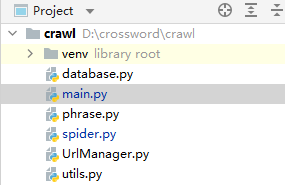 Project
crawl D:\crossword\crawl
venv library root
database.py
main.py
phrase.py
spider.py
UrlManager.py
utils.py